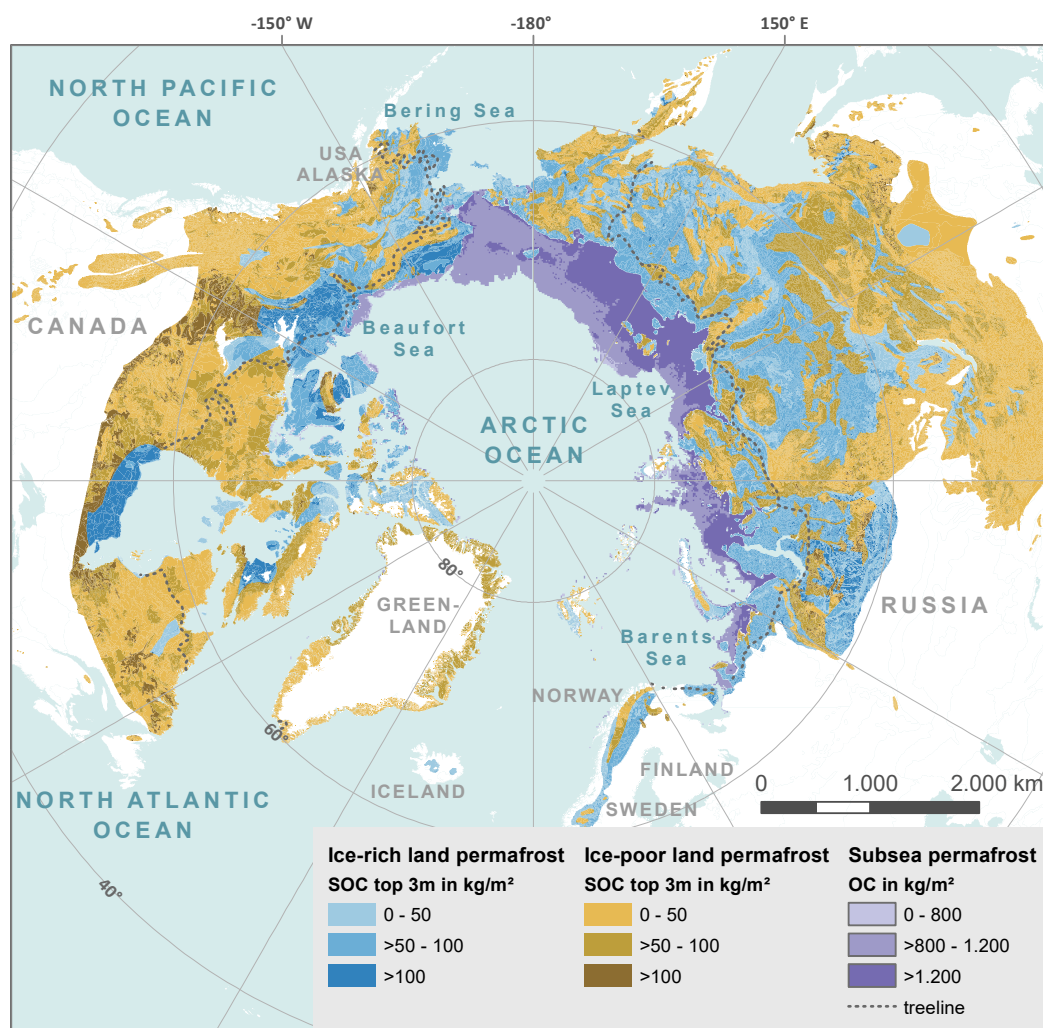 -150° W
-180°
150° E
NORTH PACIFIC
OCEAN
Bering Sea
USA
ALASKA
CANADA
Beaufort
Sea
Laptev
Sea
ARCTIC
OCEAN
80°
GREEN-
LAND
RUSSIA
Barents
Sea
NORWAY
60°
FINLAND
ICELAND
SWEDEN
NORTH ATLANTIC
OCEAN
40°
0 1.000 2.000 km
Ice-rich land permafrost
SOC top 3m in kg/m²
0 - 50
>50 - 100
>100
Ice-poor land permafrost
SOC top 3m in kg/m²
0 - 50
>50 - 100
>100
Subsea permafrost
OC in kg/m²
0 - 800
>800 - 1.200
>1.200
treeline